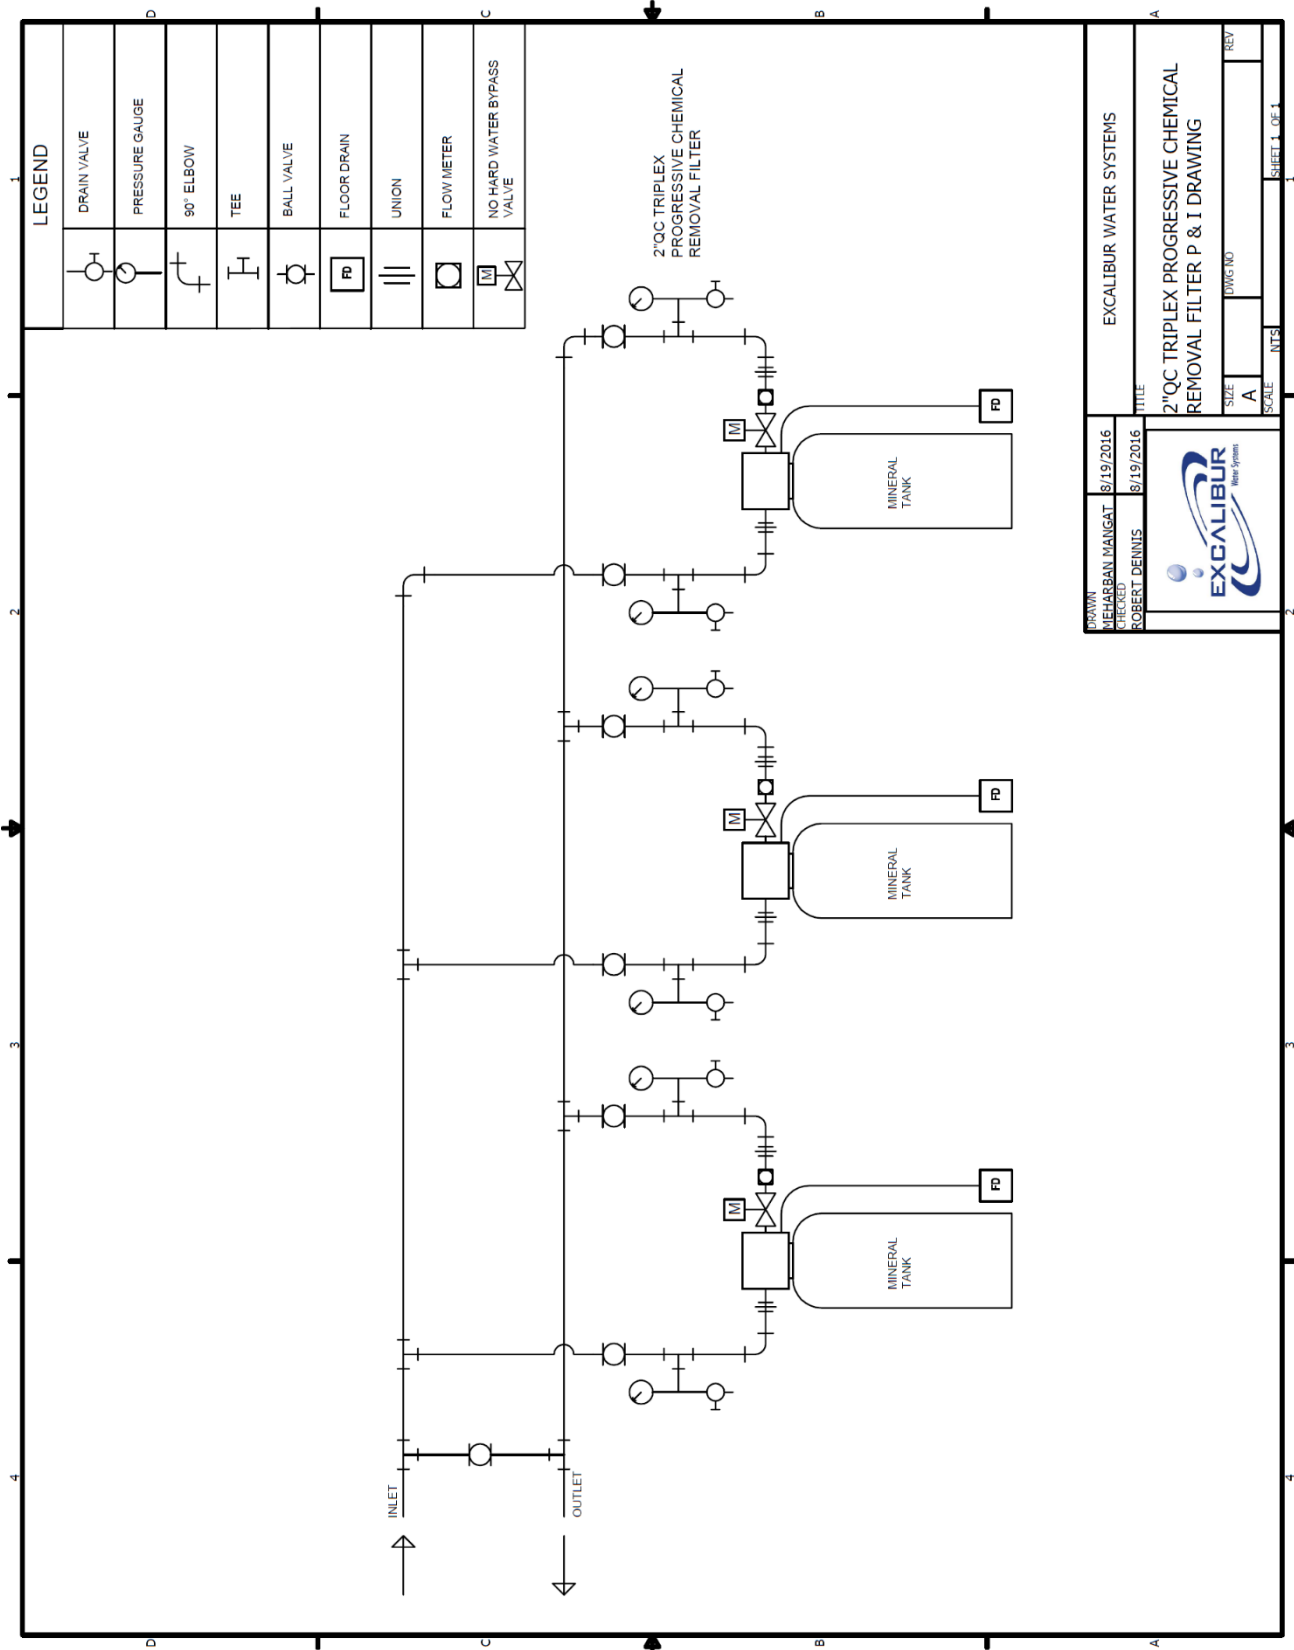 4
3
2
1
D
C
B
A
LEGEND
DRAIN VALVE
PRESSURE GAUGE
90° ELBOW
TEE
BALL VALVE
FD
FLOOR DRAIN
UNION
FLOW METER
M
NO HARD WATER BYPASS
VALVE
INLET
OUTLET
2"QC TRIPLEX
PROGRESSIVE CHEMICAL
REMOVAL FILTER
M
M
M
MINERAL
TANK
MINERAL
TANK
MINERAL
TANK
FD
FD
FD
DRAWN
MEHARBAN MANGAT
8/19/2016
CHECKED
ROBERT DENNIS
8/19/2016
EXCALIBUR
Water Systems
EXCALIBUR WATER SYSTEMS
TITLE
2"QC TRIPLEX PROGRESSIVE CHEMICAL
REMOVAL FILTER P & I DRAWING
SIZE
A
DWG NO
REV
SCALE
NTS
SHEET 1 OF 1
D
C
B
A
4
3
2
1